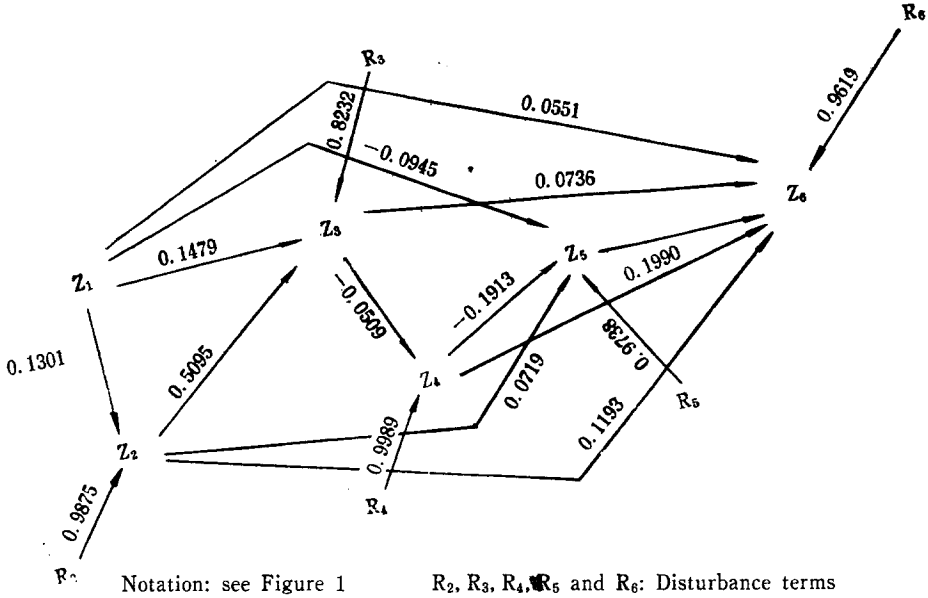 R₆
R₃
0.9619
0.8232
0.0551
-0.0945
0.0736
Z₆
Z₃
0.1479
Z₅
Z₁
0.1990
-0.1913
-0.0509
0.9738
0.1301
0.5095
Z₄
0.0719
R₅
0.1193
0.9989
Z₂
R₄
0.9875
Notation: see Figure 1
R₂, R₃, R₄, R₅ and R₆: Disturbance terms